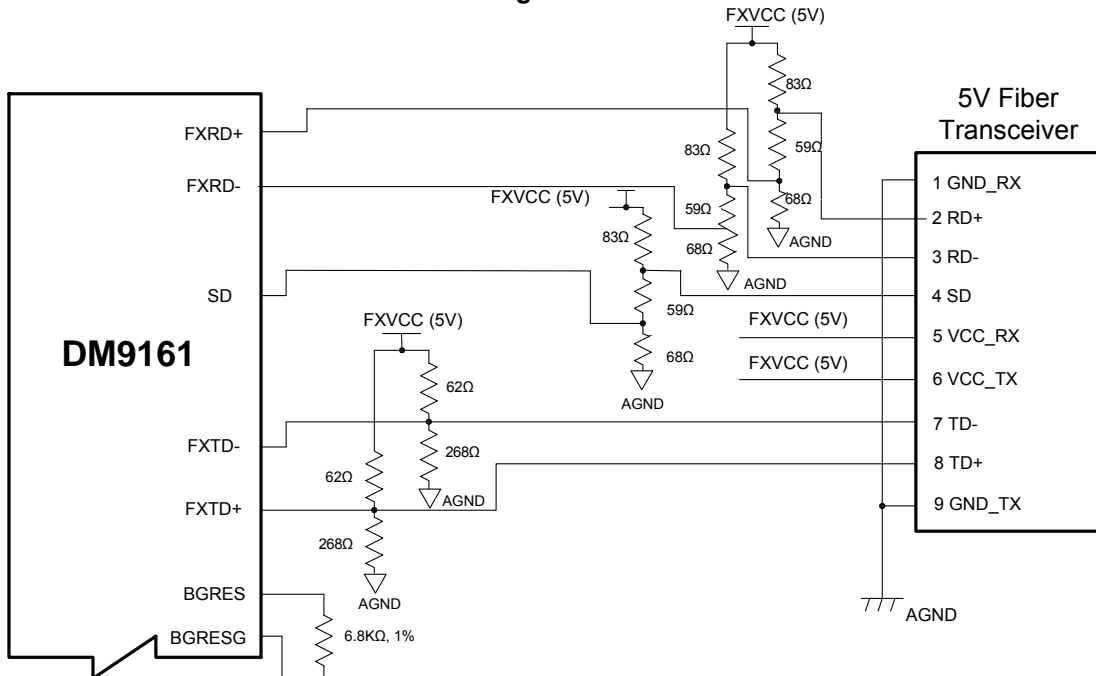 FXVCC (5V)
83Ω
5V Fiber
Transceiver
FXRD+
83Ω
59Ω
FXRD-
1 GND_RX
FXVCC (5V)
59Ω
68Ω
2 RD+
83Ω
68Ω
AGND
3 RD-
AGND
SD
4 SD
59Ω
FXVCC (5V)
FXVCC (5V)
5 VCC_RX
DM9161
68Ω
FXVCC (5V)
6 VCC_TX
62Ω
AGND
7 TD-
FXTD-
268Ω
62Ω
8 TD+
AGND
FXTD+
9 GND_TX
268Ω
AGND
BGRES
AGND
BGRESG
6.8KΩ, 1%